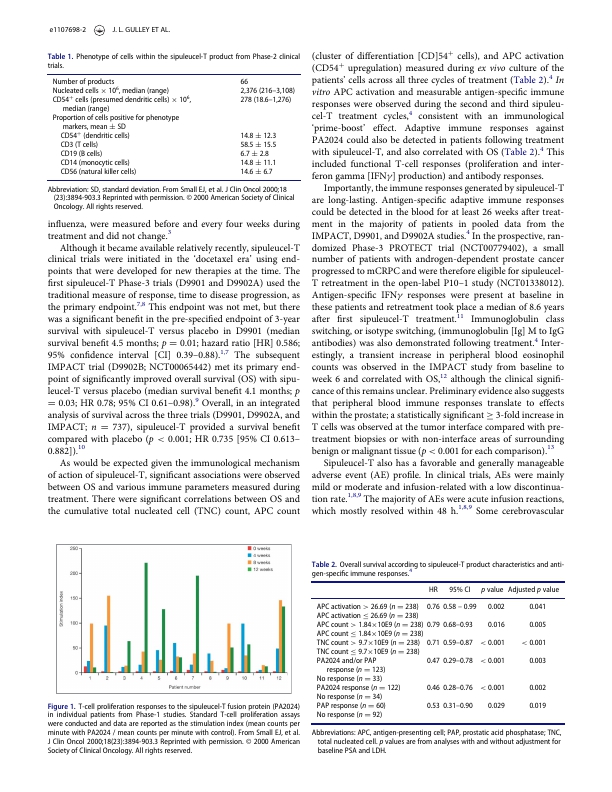 e1107698-2 J. L. GULLEY ET AL.
Table 1. Phenotype of cells within the sipuleucel-T product from Phase-2 clinical
trials.
Number of products 66
Nucleated cells × 10⁶, median (range) 2,376 (216–3,108)
CD54⁺ cells (presumed dendritic cells) × 10⁶, 278 (18.6–1,276)
median (range)
Proportion of cells positive for phenotype
markers, mean ± SD
CD54⁺ (dendritic cells) 14.8 ± 12.3
CD3 (T cells) 58.5 ± 15.5
CD19 (B cells) 6.7 ± 2.8
CD14 (monocytic cells) 14.8 ± 11.1
CD56 (natural killer cells) 14.6 ± 6.7
Abbreviation: SD, standard deviation. From Small EJ, et al. J Clin Oncol 2000;18
(23):3894-903.3 Reprinted with permission. © 2000 American Society of Clinical
Oncology. All rights reserved.
influenza, were measured before and every four weeks during
treatment and did not change.³
Although it became available relatively recently, sipuleucel-T
clinical trials were initiated in the 'docetaxel era' using end-
points that were developed for new therapies at the time. The
first sipuleucel-T Phase-3 trials (D9901 and D9902A) used the
traditional measure of response, time to disease progression, as
the primary endpoint.⁷,⁸ This endpoint was not met, but there
was a significant benefit in the pre-specified endpoint of 3-year
survival with sipuleucel-T versus placebo in D9901 (median
survival benefit 4.5 months; p = 0.01; hazard ratio [HR] 0.586;
95% confidence interval [CI] 0.39–0.88).¹,⁷ The subsequent
IMPACT trial (D9902B; NCT00065442) met its primary end-
point of significantly improved overall survival (OS) with sipu-
leucel-T versus placebo (median survival benefit 4.1 months; p
= 0.03; HR 0.78; 95% CI 0.61–0.98).⁹ Overall, in an integrated
analysis of survival across the three trials (D9901, D9902A, and
IMPACT; n = 737), sipuleucel-T provided a survival benefit
compared with placebo (p < 0.001; HR 0.735 [95% CI 0.613–
0.882]).¹⁰
As would be expected given the immunological mechanism
of action of sipuleucel-T, significant associations were observed
between OS and various immune parameters measured during
treatment. There were significant correlations between OS and
the cumulative total nucleated cell (TNC) count, APC count
(cluster of differentiation [CD]54⁺ cells), and APC activation
(CD54⁺ upregulation) measured during ex vivo culture of the
patients' cells across all three cycles of treatment (Table 2).⁴ In
vitro APC activation and measurable antigen-specific immune
responses were observed during the second and third sipuleu-
cel-T treatment cycles,⁴ consistent with an immunological
'prime-boost' effect. Adaptive immune responses against
PA2024 could also be detected in patients following treatment
with sipuleucel-T, and also correlated with OS (Table 2).⁴ This
included functional T-cell responses (proliferation and inter-
feron gamma [IFNγ] production) and antibody responses.
Importantly, the immune responses generated by sipuleucel-T
are long-lasting. Antigen-specific adaptive immune responses
could be detected in the blood for at least 26 weeks after treat-
ment in the majority of patients in pooled data from the
IMPACT, D9901, and D9902A studies.⁴ In the prospective, ran-
domized Phase-3 PROTECT trial (NCT00779402), a small
number of patients with androgen-dependent prostate cancer
progressed to mCRPC and were therefore eligible for sipuleucel-
T retreatment in the open-label P10–1 study (NCT01338012).
Antigen-specific IFNγ responses were present at baseline in
these patients and retreatment took place a median of 8.6 years
after first sipuleucel-T treatment.¹¹ Immunoglobulin class
switching, or isotype switching, (immunoglobulin [Ig] M to IgG
antibodies) was also demonstrated following treatment.⁴ Inter-
estingly, a transient increase in peripheral blood eosinophil
counts was observed in the IMPACT study from baseline to
week 6 and correlated with OS,¹² although the clinical signifi-
cance of this remains unclear. Preliminary evidence also suggests
that peripheral blood immune responses translate to effects
within the prostate; a statistically significant ≥ 3-fold increase in
T cells was observed at the tumor interface compared with pre-
treatment biopsies or with non-interface areas of surrounding
benign or malignant tissue (p < 0.001 for each comparison).¹³
Sipuleucel-T also has a favorable and generally manageable
adverse event (AE) profile. In clinical trials, AEs were mainly
mild or moderate and infusion-related with a low discontinua-
tion rate.¹,⁸,⁹ The majority of AEs were acute infusion reactions,
which mostly resolved within 48 h.¹,⁸,⁹ Some cerebrovascular
250
200
150
100
50
0
Stimulation index
0 weeks
4 weeks
8 weeks
12 weeks
1 2 3 4 5 6 7 8 9 10 11 12
Patient number
Figure 1. T-cell proliferation responses to the sipuleucel-T fusion protein (PA2024)
in individual patients from Phase-1 studies. Standard T-cell proliferation assays
were conducted and data are reported as the stimulation index (mean counts per
minute with PA2024 / mean counts per minute with control). From Small EJ, et al.
J Clin Oncol 2000;18(23):3894-903.3 Reprinted with permission. © 2000 American
Society of Clinical Oncology. All rights reserved.
Table 2. Overall survival according to sipuleucel-T product characteristics and anti-
gen-specific immune responses.⁴
HR 95% CI p value Adjusted p value
APC activation > 26.69 (n = 238) 0.76 0.58 – 0.99 0.002 0.041
APC activation ≤ 26.69 (n = 238)
APC count > 1.84×10E9 (n = 238) 0.79 0.68–0.93 0.016 0.005
APC count ≤ 1.84×10E9 (n = 238)
TNC count > 9.7×10E9 (n = 238) 0.71 0.59–0.87 < 0.001 < 0.001
TNC count ≤ 9.7×10E9 (n = 238)
PA2024 and/or PAP 0.47 0.29–0.78 < 0.001 0.003
response (n = 123)
No response (n = 33)
PA2024 response (n = 122) 0.46 0.28–0.76 < 0.001 0.002
No response (n = 34)
PAP response (n = 60) 0.53 0.31–0.90 0.029 0.019
No response (n = 92)
Abbreviations: APC, antigen-presenting cell; PAP, prostatic acid phosphatase; TNC,
total nucleated cell. p values are from analyses with and without adjustment for
baseline PSA and LDH.